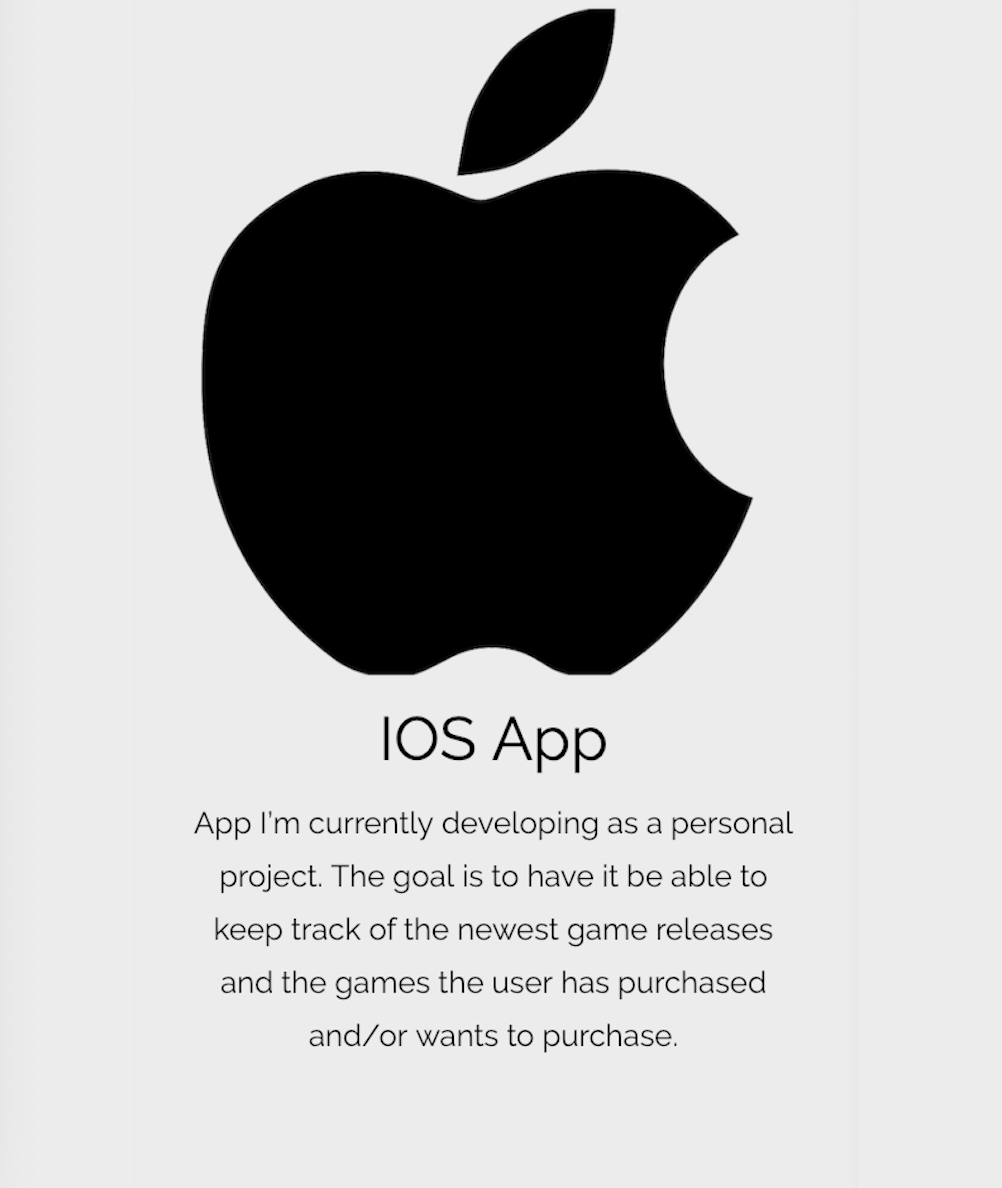 IOS App
App I'm currently developing as a personal
project. The goal is to have it be able to
keep track of the newest game releases
and the games the user has purchased
and/or wants to purchase.